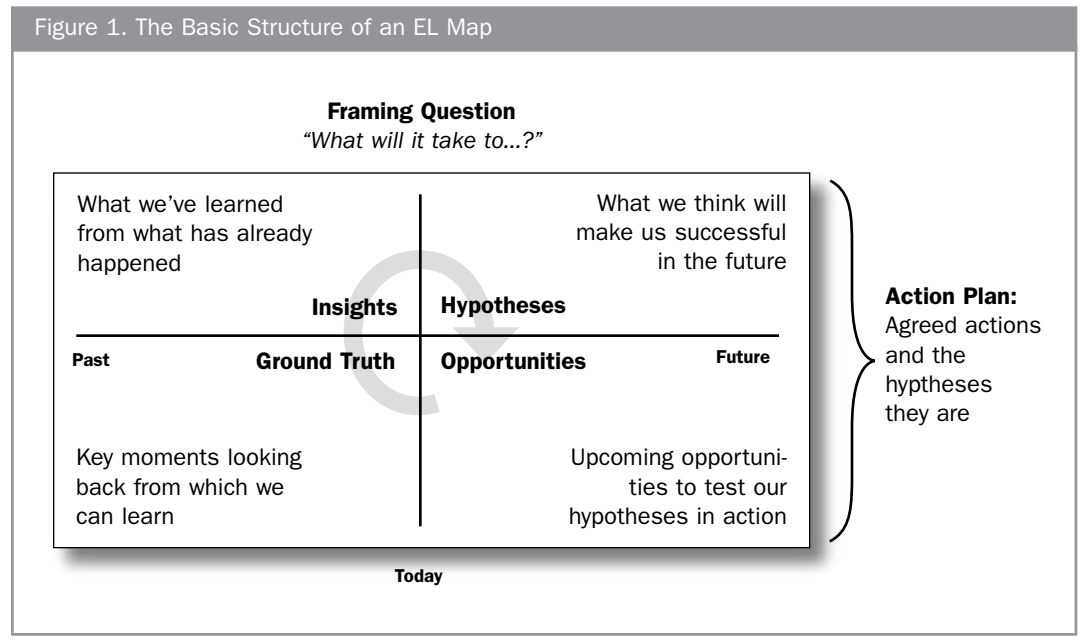 Figure 1. The Basic Structure of an EL Map
Framing Question
“What will it take to...?”
What we’ve learned
from what has already
happened
What we think will
make us successful
in the future
Insights
Hypotheses
Past
Ground Truth
Opportunities
Future
Key moments looking
back from which we
can learn
Upcoming opportuni-
ties to test our
hypotheses in action
Today
Action Plan:
Agreed actions
and the
hyptheses
they are